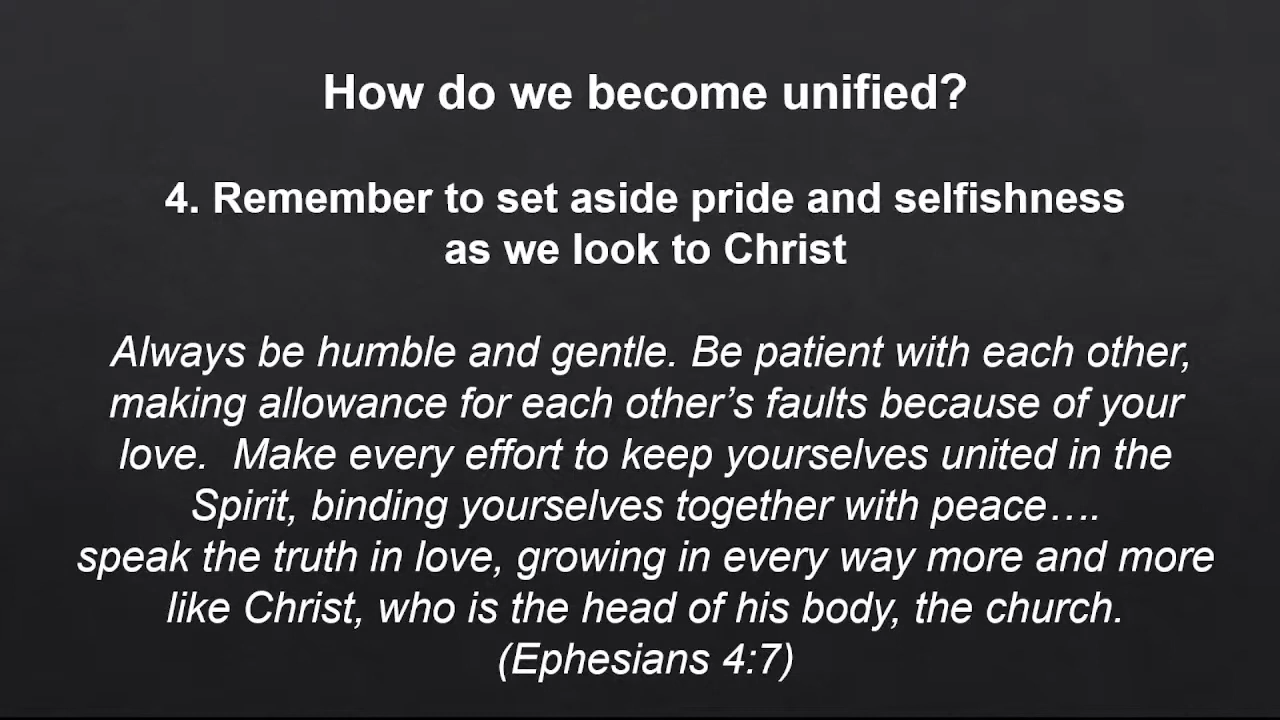 How do we become unified?
4. Remember to set aside pride and selfishness
as we look to Christ
Always be humble and gentle. Be patient with each other,
making allowance for each other’s faults because of your
love.  Make every effort to keep yourselves united in the
Spirit, binding yourselves together with peace….
speak the truth in love, growing in every way more and more
like Christ, who is the head of his body, the church.
(Ephesians 4:7)